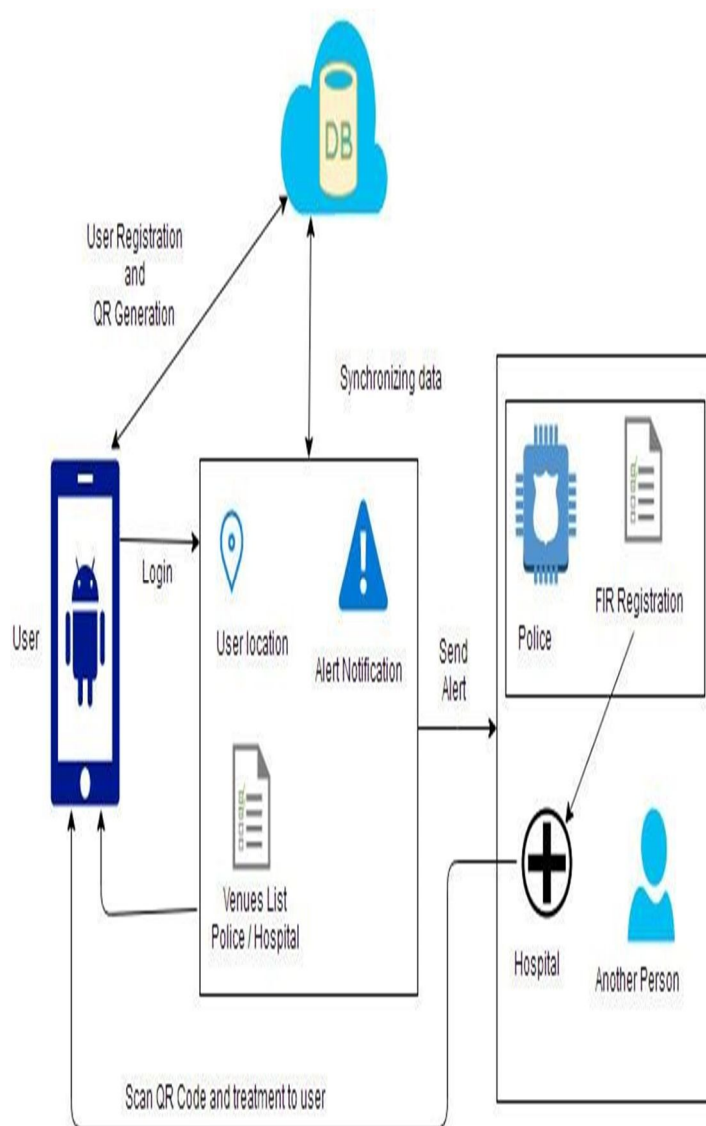 DB
User Registration
and
QR Generation
Synchronizing data
User
Login
User location
Alert Notification
Venues List
Police / Hospital
Send
Alert
Police
FIR Registration
Hospital
Another Person
Scan QR Code and treatment to user